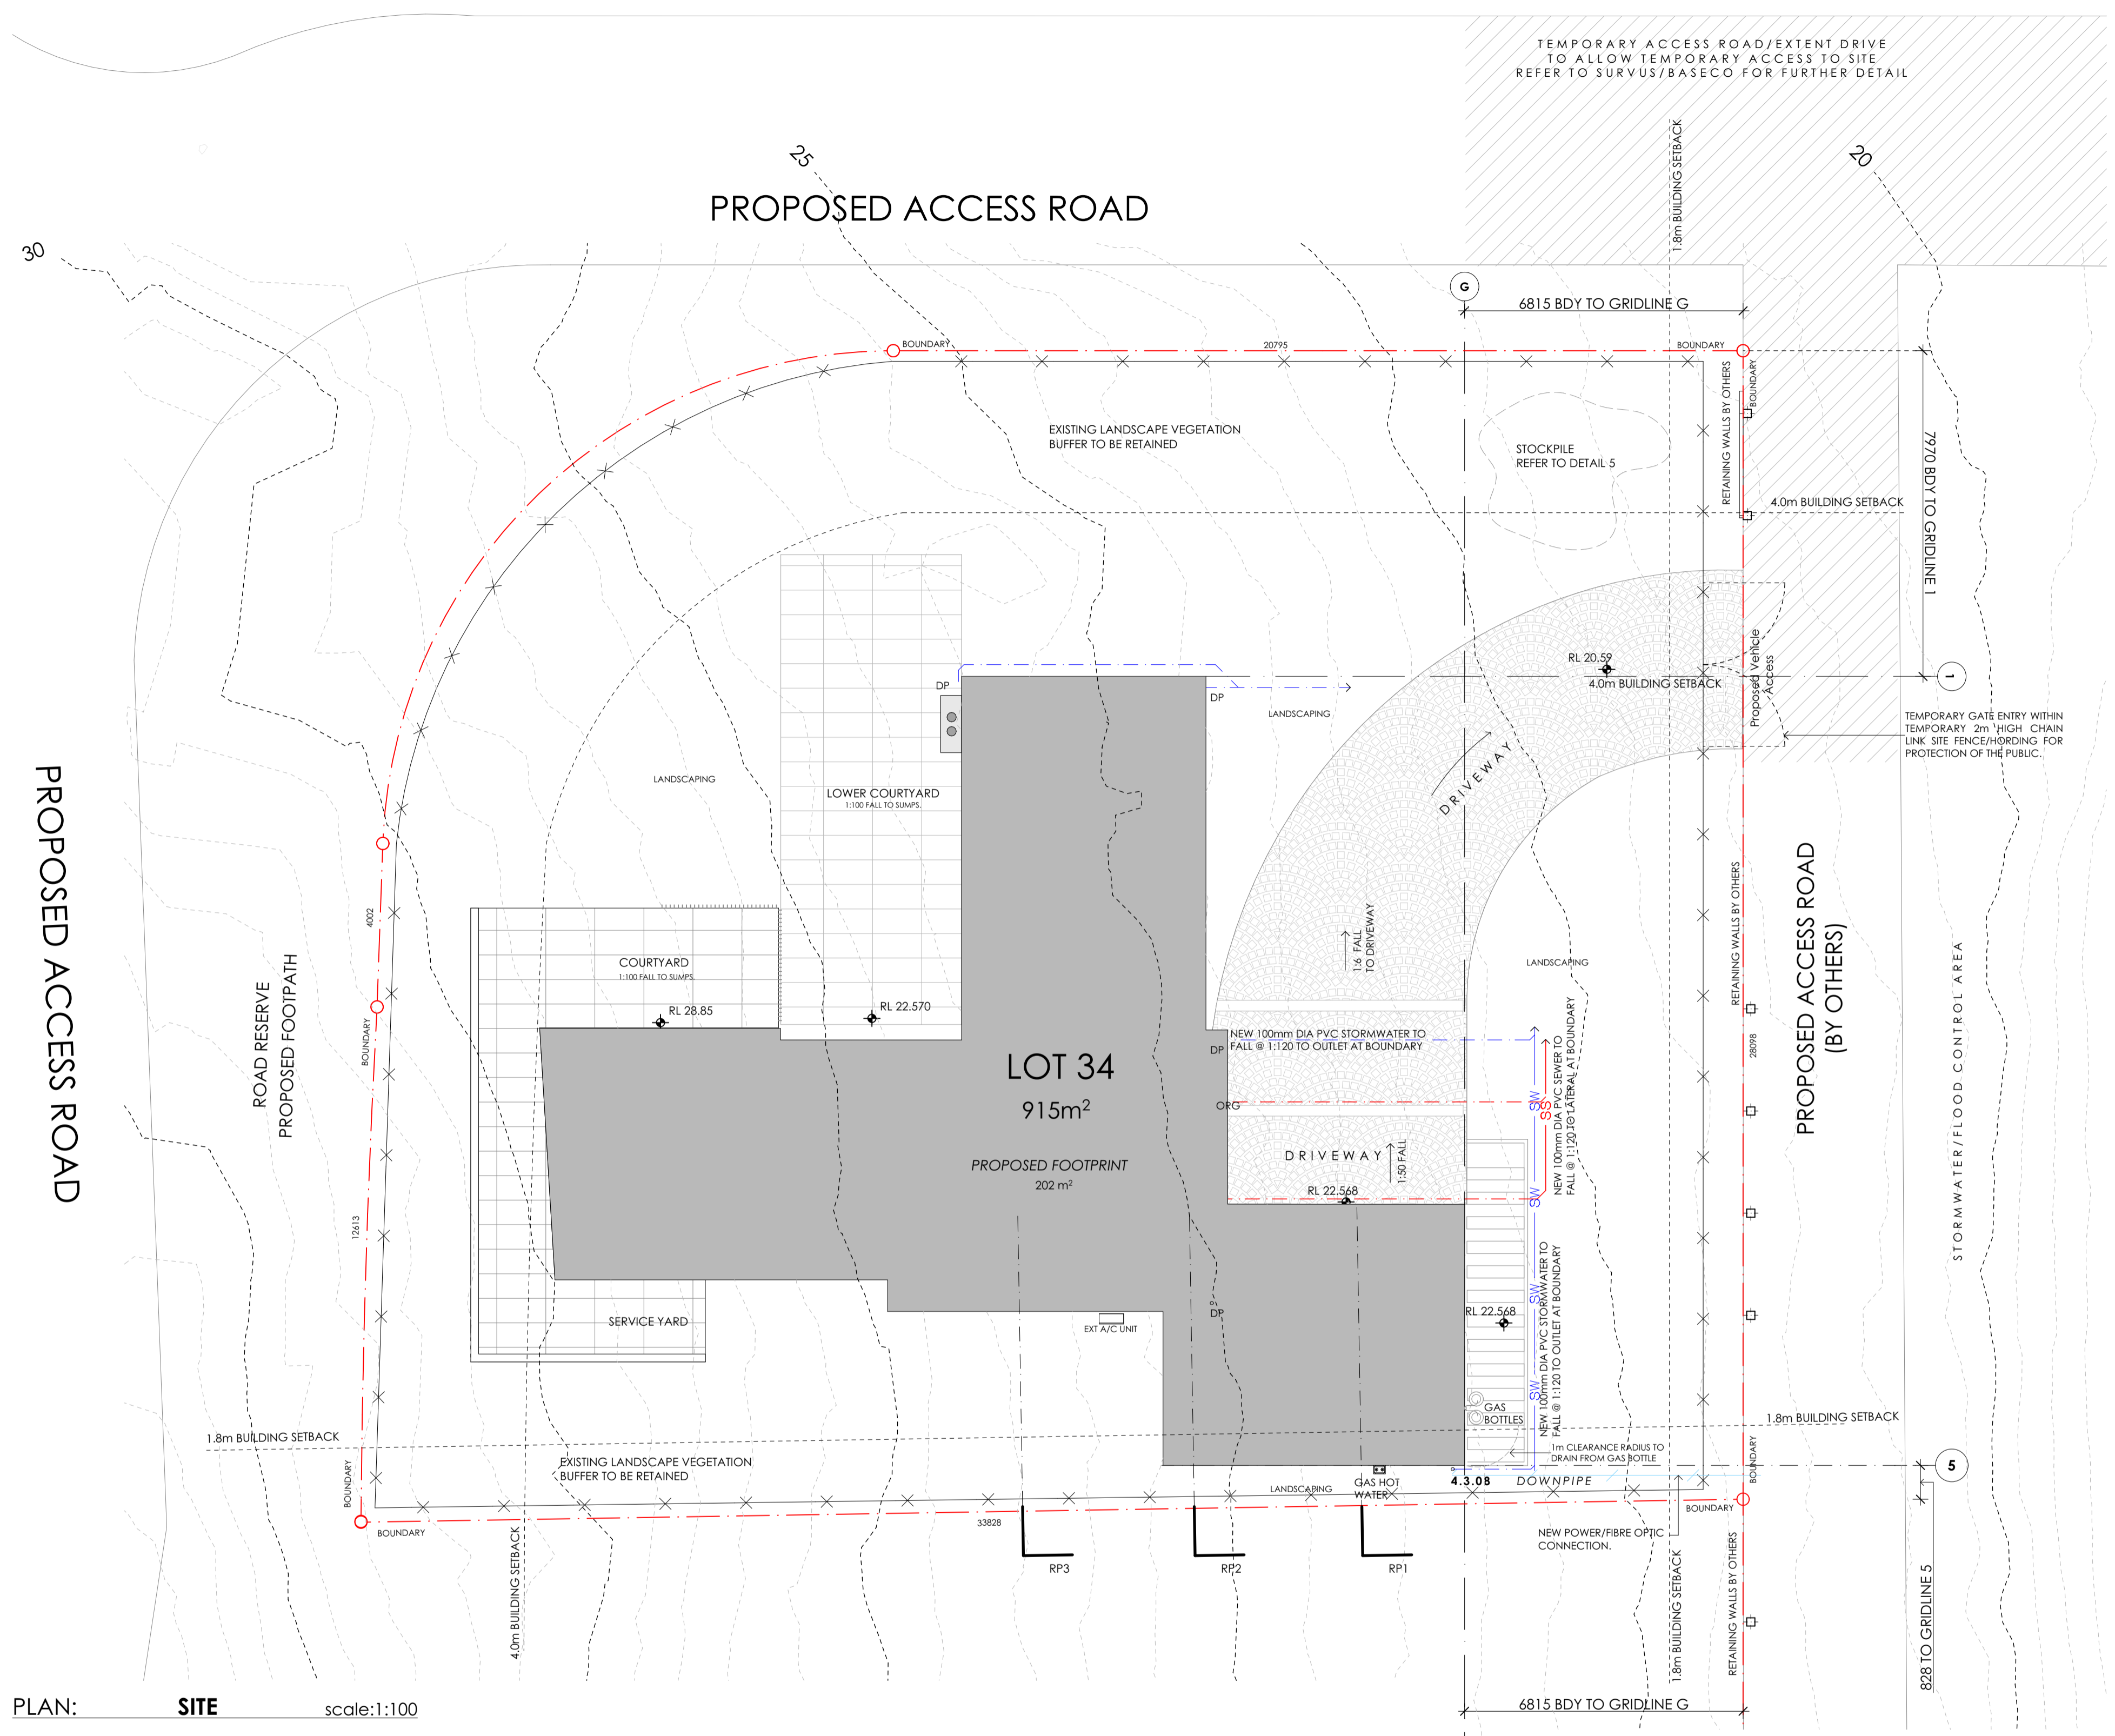 TEMPORARY ACCESS ROAD/EXTENT DRIVE
TO ALLOW TEMPORARY ACCESS TO SITE
REFER TO SURVUS/BASECO FOR FURTHER DETAIL
1.8m BUILDING SETBACK
25
20
30
PROPOSED ACCESS ROAD
G
6815 BDY TO GRIDLINE G
BOUNDARY
20795
BOUNDARY
BOUNDARY
RETAINING WALLS BY OTHERS
EXISTING LANDSCAPE VEGETATION
BUFFER TO BE RETAINED
STOCKPILE
REFER TO DETAIL 5
4.0m BUILDING SETBACK
7970 BDY TO GRIDLINE 1
RL 20.59
4.0m BUILDING SETBACK
Proposed Vehicle
Access
1
DP
DP
LANDSCAPING
TEMPORARY GATE ENTRY WITHIN
TEMPORARY 2m HIGH CHAIN
LINK SITE FENCE/HORDING FOR
PROTECTION OF THE PUBLIC.
DRIVEWAY
LANDSCAPING
LOWER COURTYARD
1:100 FALL TO SUMPS.
PROPOSED ACCESS ROAD
4002
ROAD RESERVE
PROPOSED FOOTPATH
BOUNDARY
12613
COURTYARD
1:100 FALL TO SUMPS.
RL 28.85
RL 22.570
1:6 FALL
TO DRIVEWAY
LANDSCAPING
RETAINING WALLS BY OTHERS
28098
PROPOSED ACCESS ROAD
(BY OTHERS)
STORMWATER/FLOOD CONTROL AREA
NEW 100mm DIA PVC STORMWATER TO
FALL @ 1:120 TO OUTLET AT BOUNDARY
DP
LOT 34
915m²
ORG
SW
SS
NEW 100mm DIA PVC SEWER TO
FALL @ 1:120 TO LATERAL AT BOUNDARY
PROPOSED FOOTPRINT
202 m²
DRIVEWAY
1:50 FALL
RL 22.568
SW
SERVICE YARD
EXT A/C UNIT
DP
RL 22.568
SW
SW
NEW 100mm DIA PVC STORMWATER TO
FALL @ 1:120 TO OUTLET AT BOUNDARY
GAS
BOTTLES
1.8m BUILDING SETBACK
1.8m BUILDING SETBACK
1m CLEARANCE RADIUS TO
DRAIN FROM GAS BOTTLE
EXISTING LANDSCAPE VEGETATION
BUFFER TO BE RETAINED
BOUNDARY
BOUNDARY
5
GAS HOT
WATER
4.3.08
DOWNPIPE
LANDSCAPING
BOUNDARY
33828
BOUNDARY
NEW POWER/FIBRE OPTIC
CONNECTION.
4.0m BUILDING SETBACK
RP3
RP2
RP1
1.8m BUILDING SETBACK
RETAINING WALLS BY OTHERS
828 TO GRIDLINE 5
6815 BDY TO GRIDLINE G
PLAN: SITE scale:1:100